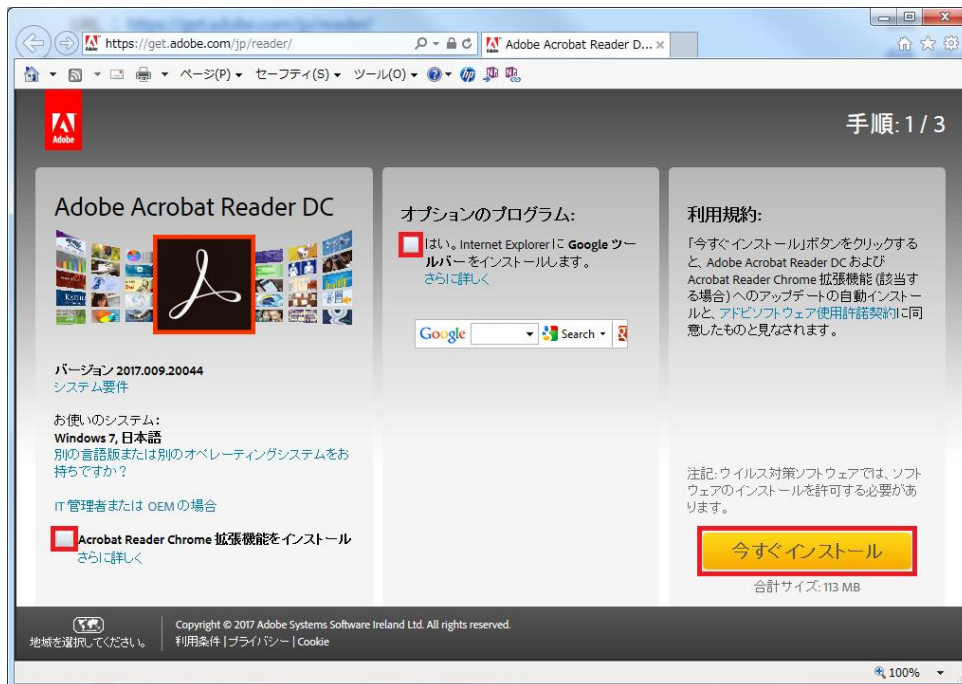 https://get.adobe.com/jp/reader/
Adobe Acrobat Reader D...
ページ(P)
セーフティ(S)
ツール(O)
Adobe
手順: 1 / 3
Adobe Acrobat Reader DC
バージョン 2017.009.20044
システム要件
お使いのシステム:
Windows 7, 日本語
別の言語版または別のオペレーティングシステムをお
持ちですか?
IT 管理者または OEM の場合
Acrobat Reader Chrome 拡張機能をインストール
さらに詳しく
オプションのプログラム:
はい。Internet Explorer に Google ツー
ルバー をインストールします。
さらに詳しく
Google
Search
利用規約:
「今すぐインストール」ボタンをクリックする
と、Adobe Acrobat Reader DC および
Acrobat Reader Chrome 拡張機能 (該当す
る場合) へのアップデートの自動インストー
ルと、アドビソフトウェア使用許諾契約に同
意したものと見なされます。
注記: ウイルス対策ソフトウェアでは、ソフト
ウェアのインストールを許可する必要があ
ります。
今すぐインストール
合計サイズ: 113 MB
地域を選択してください。
Copyright © 2017 Adobe Systems Software Ireland Ltd. All rights reserved.
利用条件 | プライバシー | Cookie
100%